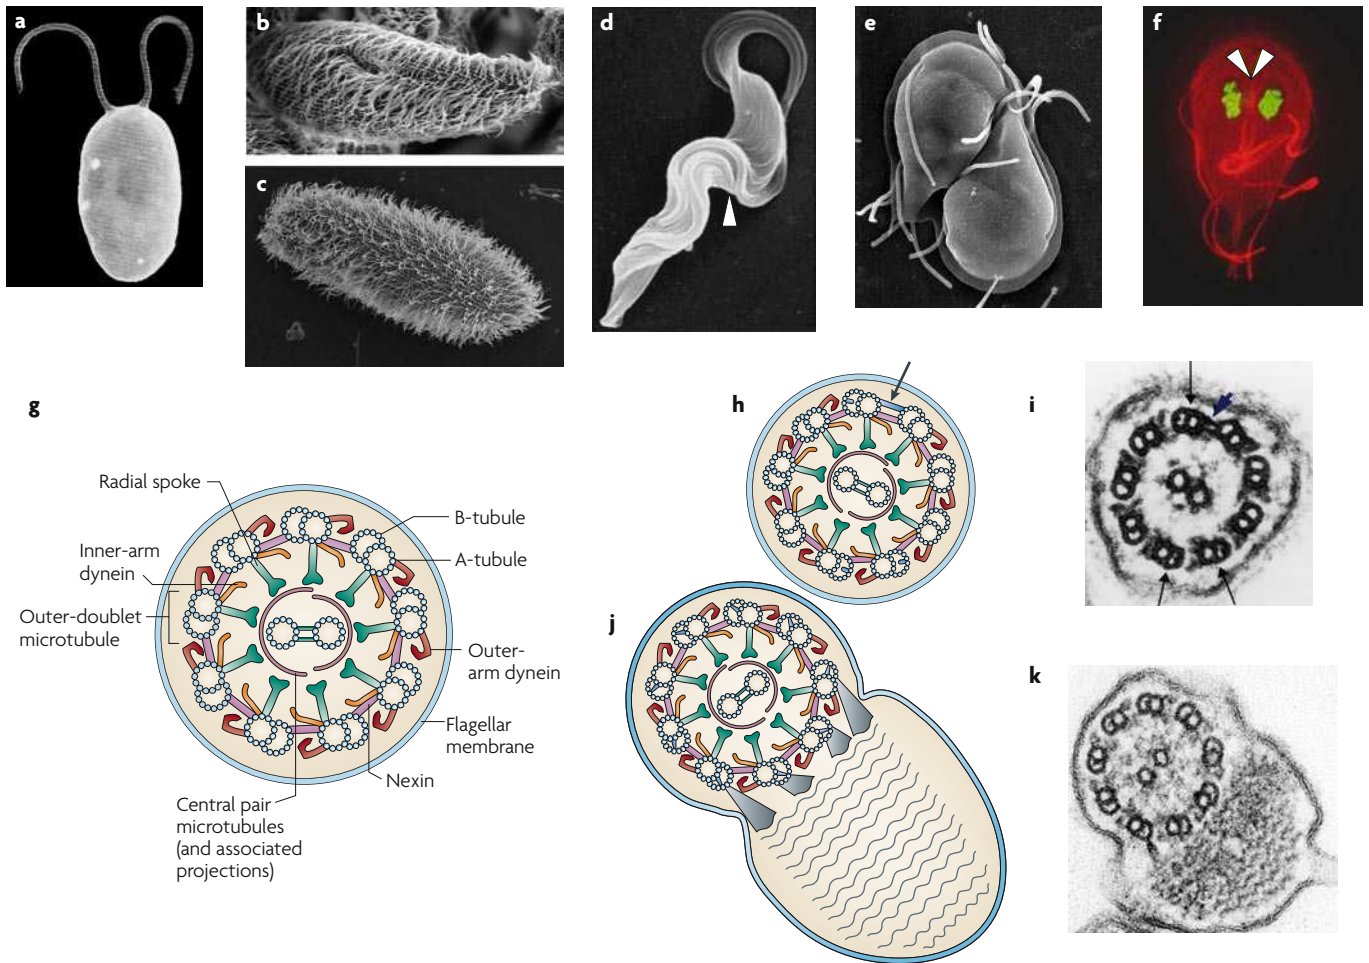 a
b
c
d
e
f
g
h
i
j
k
Radial spoke
Inner-arm
dynein
Outer-doublet
microtubule
B-tubule
A-tubule
Outer-
arm dynein
Flagellar
membrane
Nexin
Central pair
microtubules
(and associated
projections)